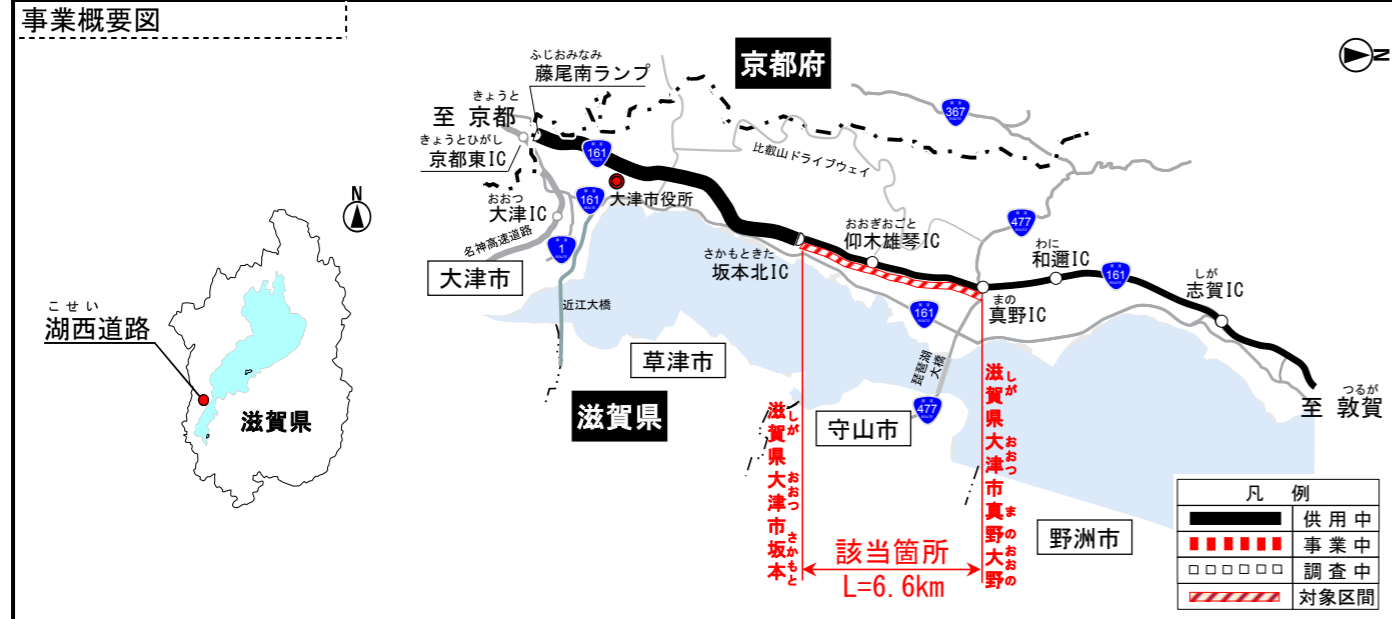 事業概要図
N
こせい
湖西道路
滋賀県
京都府
N
ふじおみなみ
藤尾南ランプ
きょうと
至 京都
きょうとひがし
京都東IC
161
ROUTE
367
ROUTE
比叡山ドライブウェイ
おおつ
大津IC
161
ROUTE
大津市役所
名神高速道路
1
ROUTE
大津市
近江大橋
さかもときた
坂本北IC
おおぎおごと
仰木雄琴IC
477
ROUTE
わに
和邇IC
161
ROUTE
しが
志賀IC
まの
真野IC
161
ROUTE
つるが
至 敦賀
草津市
滋賀県
琵琶湖
大橋
477
ROUTE
守山市
野洲市
しが おおつ さかもと
滋賀県大津市坂本
しが おおつ まの おおの
滋賀県大津市真野大野
該当箇所
L=6.6km
凡 例
供用中
事業中
調査中
対象区間